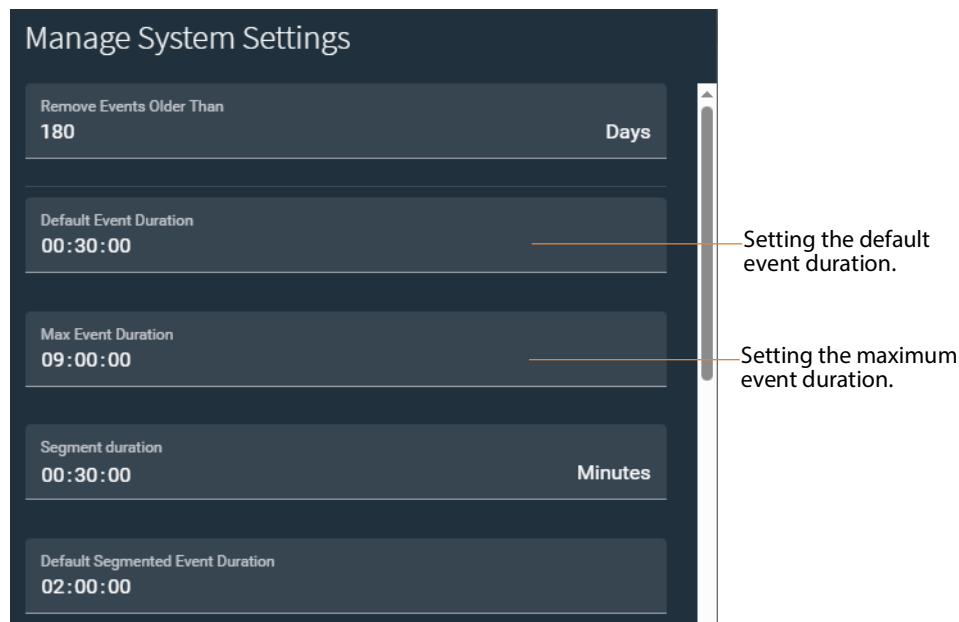 Manage System Settings
Remove Events Older Than
180 Days
Default Event Duration
00:30:00
Setting the default
event duration.
Max Event Duration
09:00:00
Setting the maximum
event duration.
Segment duration
00:30:00 Minutes
Default Segmented Event Duration
02:00:00